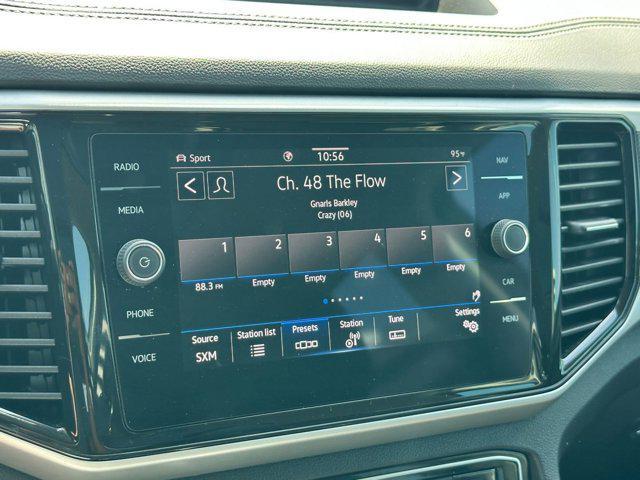 RADIO
MEDIA
PHONE
VOICE
Sport
10:56
95°F
Ch. 48 The Flow
Gnarls Barkley
Crazy (06)
1 2 3 4 5 6
88.3 FM Empty Empty Empty Empty Empty
Source
SXM
Station list
Presets
Station
Tune
Settings
NAV
APP
CAR
MENU